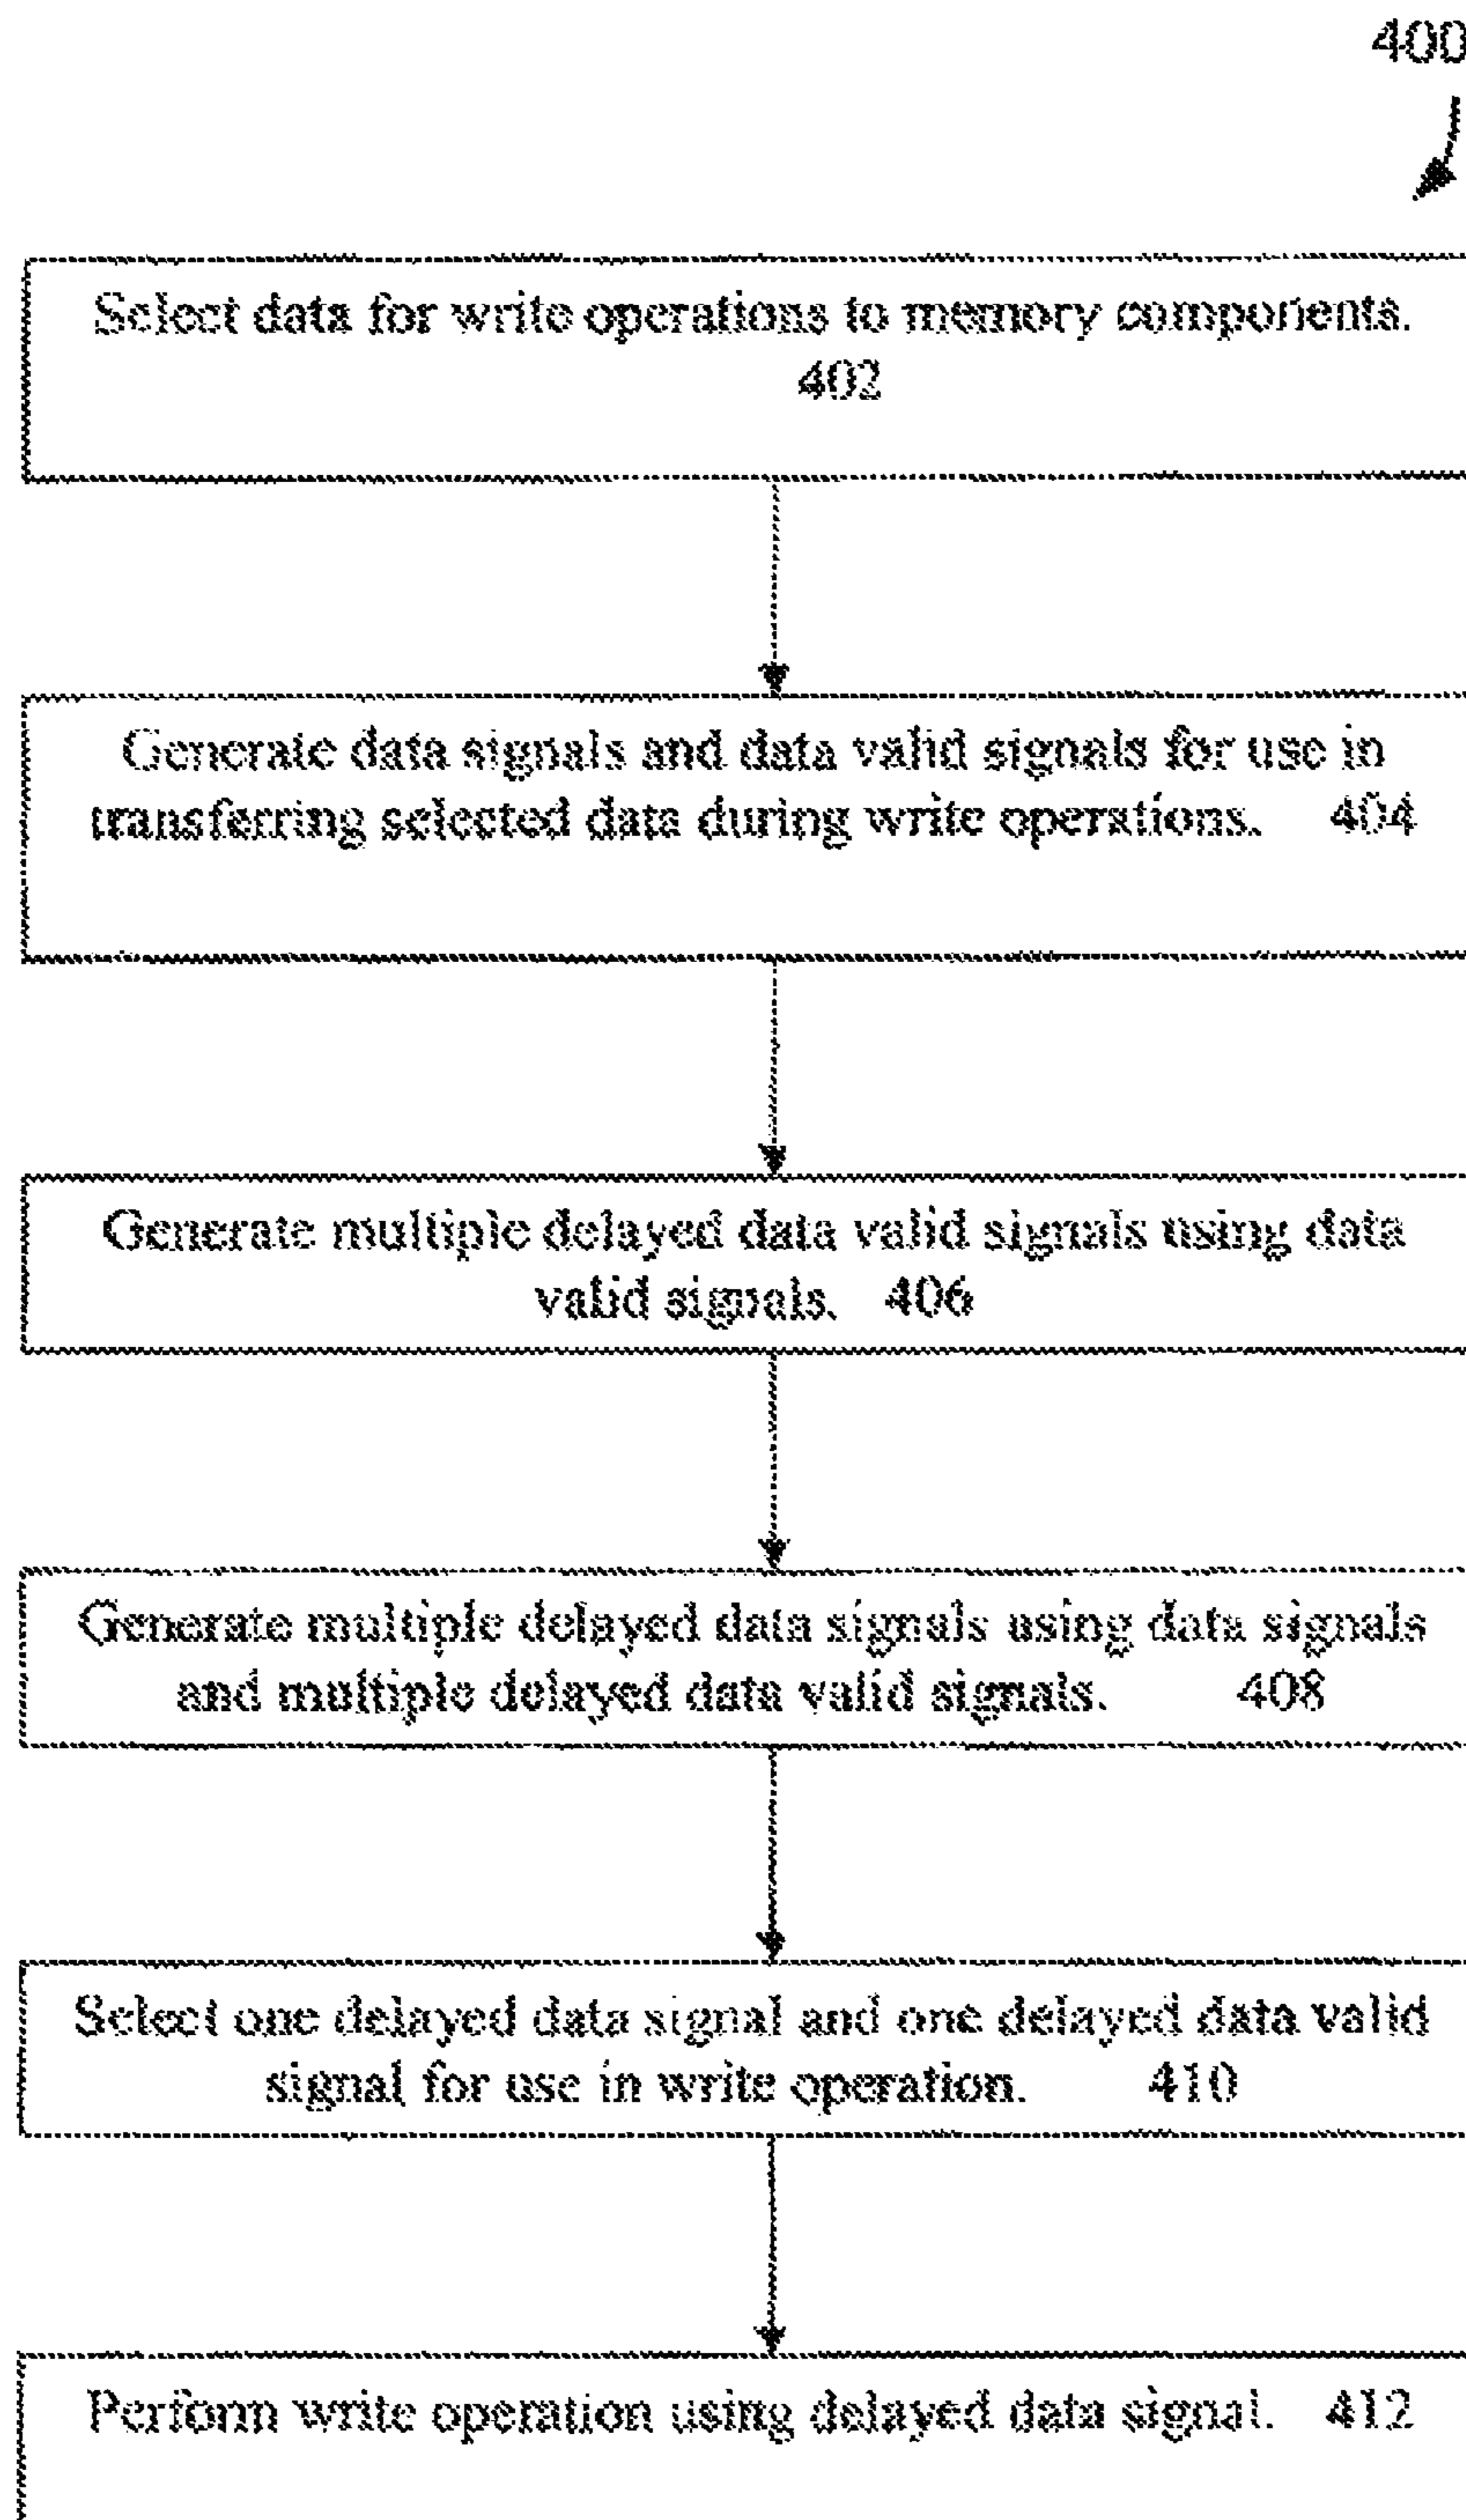 400
Select data for write operations to memory components.
402
Generate data signals and data valid signals for use in
transferring selected data during write operations. 404
Generate multiple delayed data valid signals using data
valid signals. 406
Generate multiple delayed data signals using data signals
and multiple delayed data valid signals. 408
Select one delayed data signal and one delayed data valid
signal for use in write operation. 410
Perform write operation using delayed data signal. 412